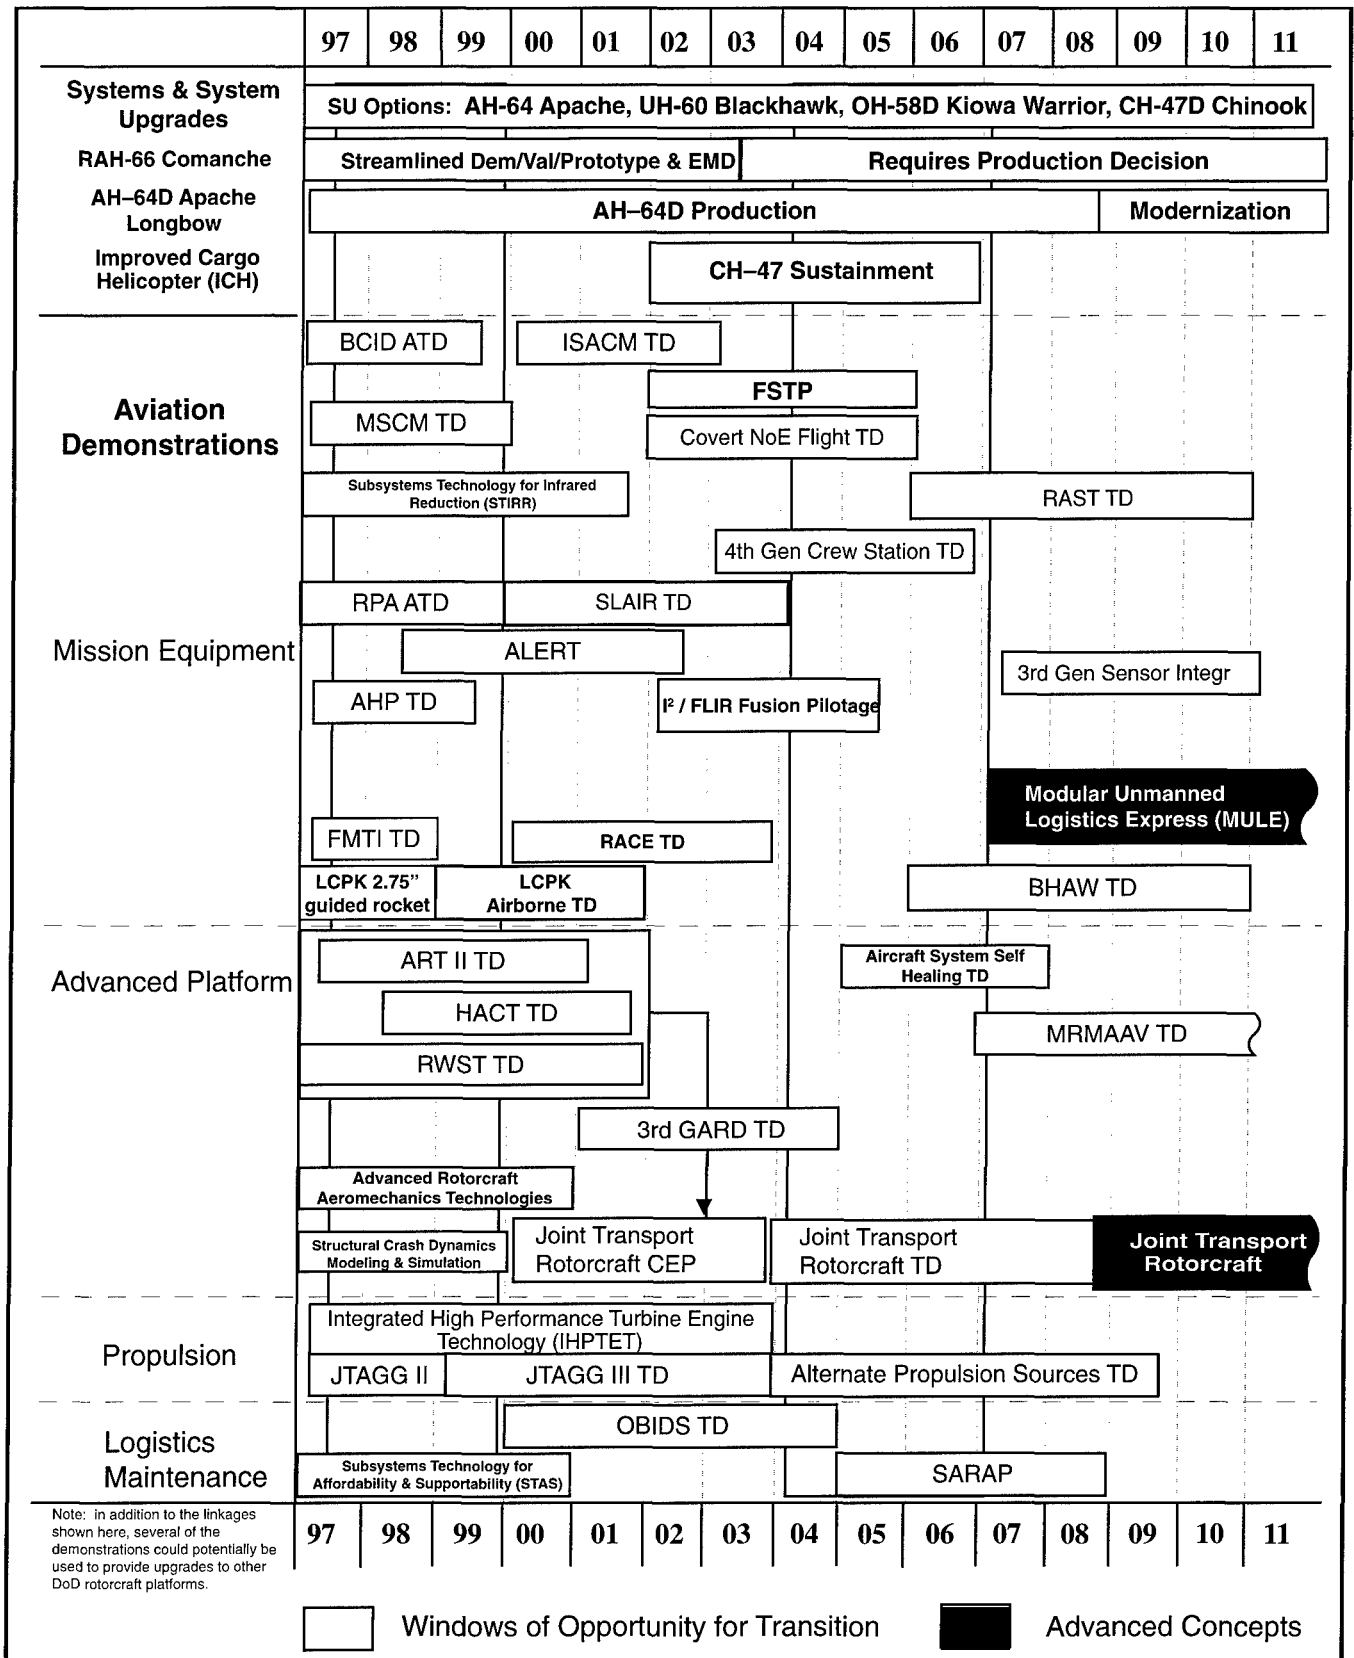 97 98 99 00 01 02 03 04 05 06 07 08 09 10 11
Systems & System
Upgrades
SU Options: AH-64 Apache, UH-60 Blackhawk, OH-58D Kiowa Warrior, CH-47D Chinook
RAH-66 Comanche
Streamlined Dem/Val/Prototype & EMD
Requires Production Decision
AH–64D Apache
Longbow
AH–64D Production
Modernization
Improved Cargo
Helicopter (ICH)
CH–47 Sustainment
BCID ATD
ISACM TD
Aviation
Demonstrations
FSTP
MSCM TD
Covert NoE Flight TD
Subsystems Technology for Infrared
Reduction (STIRR)
RAST TD
4th Gen Crew Station TD
RPA ATD
SLAIR TD
Mission Equipment
ALERT
3rd Gen Sensor Integr
AHP TD
I² / FLIR Fusion Pilotage
Modular Unmanned
Logistics Express (MULE)
FMTI TD
RACE TD
LCPK 2.75”
guided rocket
LCPK
Airborne TD
BHAW TD
Advanced Platform
ART II TD
Aircraft System Self
Healing TD
HACT TD
MRMAAV TD
RWST TD
3rd GARD TD
Advanced Rotorcraft
Aeromechanics Technologies
Structural Crash Dynamics
Modeling & Simulation
Joint Transport
Rotorcraft CEP
Joint Transport
Rotorcraft TD
Joint Transport
Rotorcraft
Propulsion
Integrated High Performance Turbine Engine
Technology (IHPTET)
JTAGG II
JTAGG III TD
Alternate Propulsion Sources TD
Logistics
Maintenance
OBIDS TD
Subsystems Technology for
Affordability & Supportability (STAS)
SARAP
Note: in addition to the linkages
shown here, several of the
demonstrations could potentially be
used to provide upgrades to other
DoD rotorcraft platforms.
97 98 99 00 01 02 03 04 05 06 07 08 09 10 11
Windows of Opportunity for Transition
Advanced Concepts